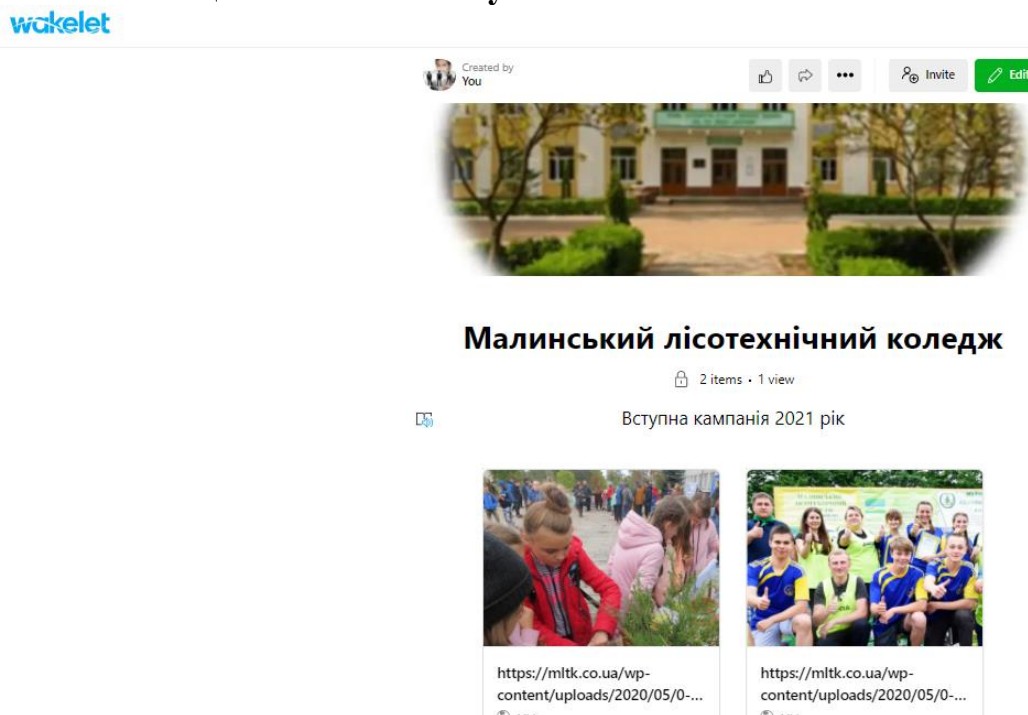 wakelet
Created by
You
Invite
Edit
Малинський лісотехнічний коледж
2 items • 1 view
Вступна кампанія 2021 рік
https://mltk.co.ua/wp-
content/uploads/2020/05/0-...
https://mltk.co.ua/wp-
content/uploads/2020/05/0-...